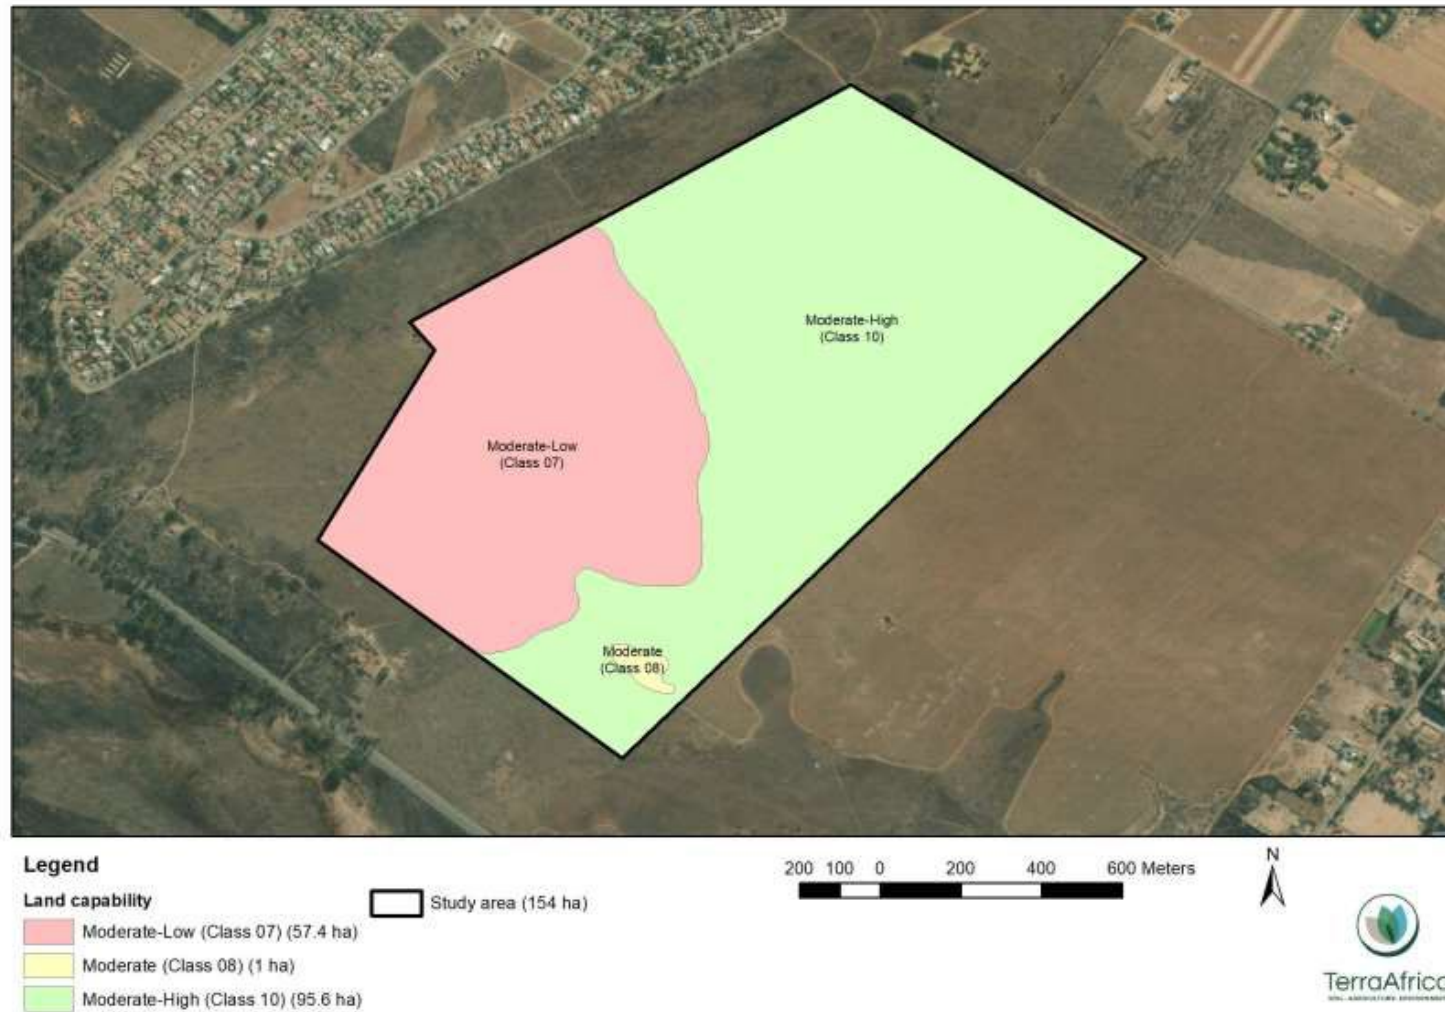 Moderate-High
(Class 10)
Moderate-Low
(Class 07)
Moderate
(Class 08)
Legend
Land capability
Moderate-Low (Class 07) (57.4 ha)
Moderate (Class 08) (1 ha)
Moderate-High (Class 10) (95.6 ha)
Study area (154 ha)
200 100 0 200 400 600 Meters
N
TerraAfrica